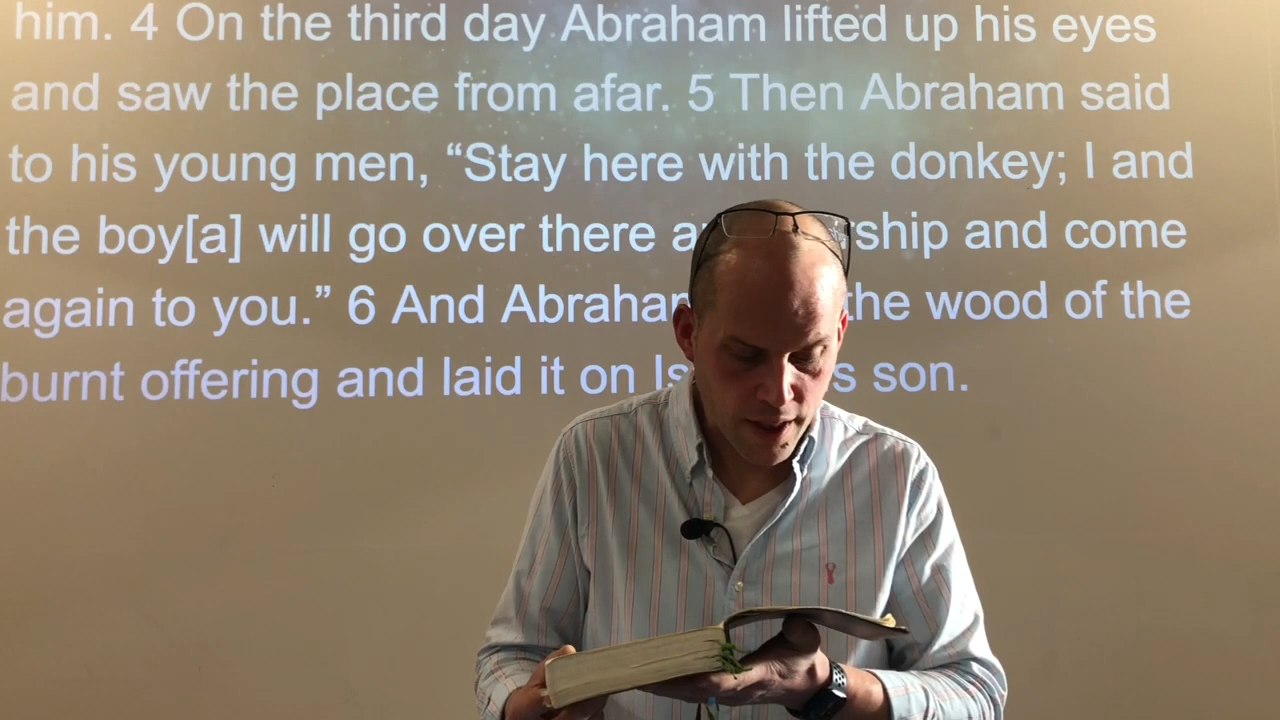 him. 4 On the third day Abraham lifted up his eyes
and saw the place from afar. 5 Then Abraham said
to his young men, “Stay here with the donkey; I and
the boy[a] will go over there rship and come
again to you.” 6 And Abraha the wood of the
burnt offering and laid it on Is s son.